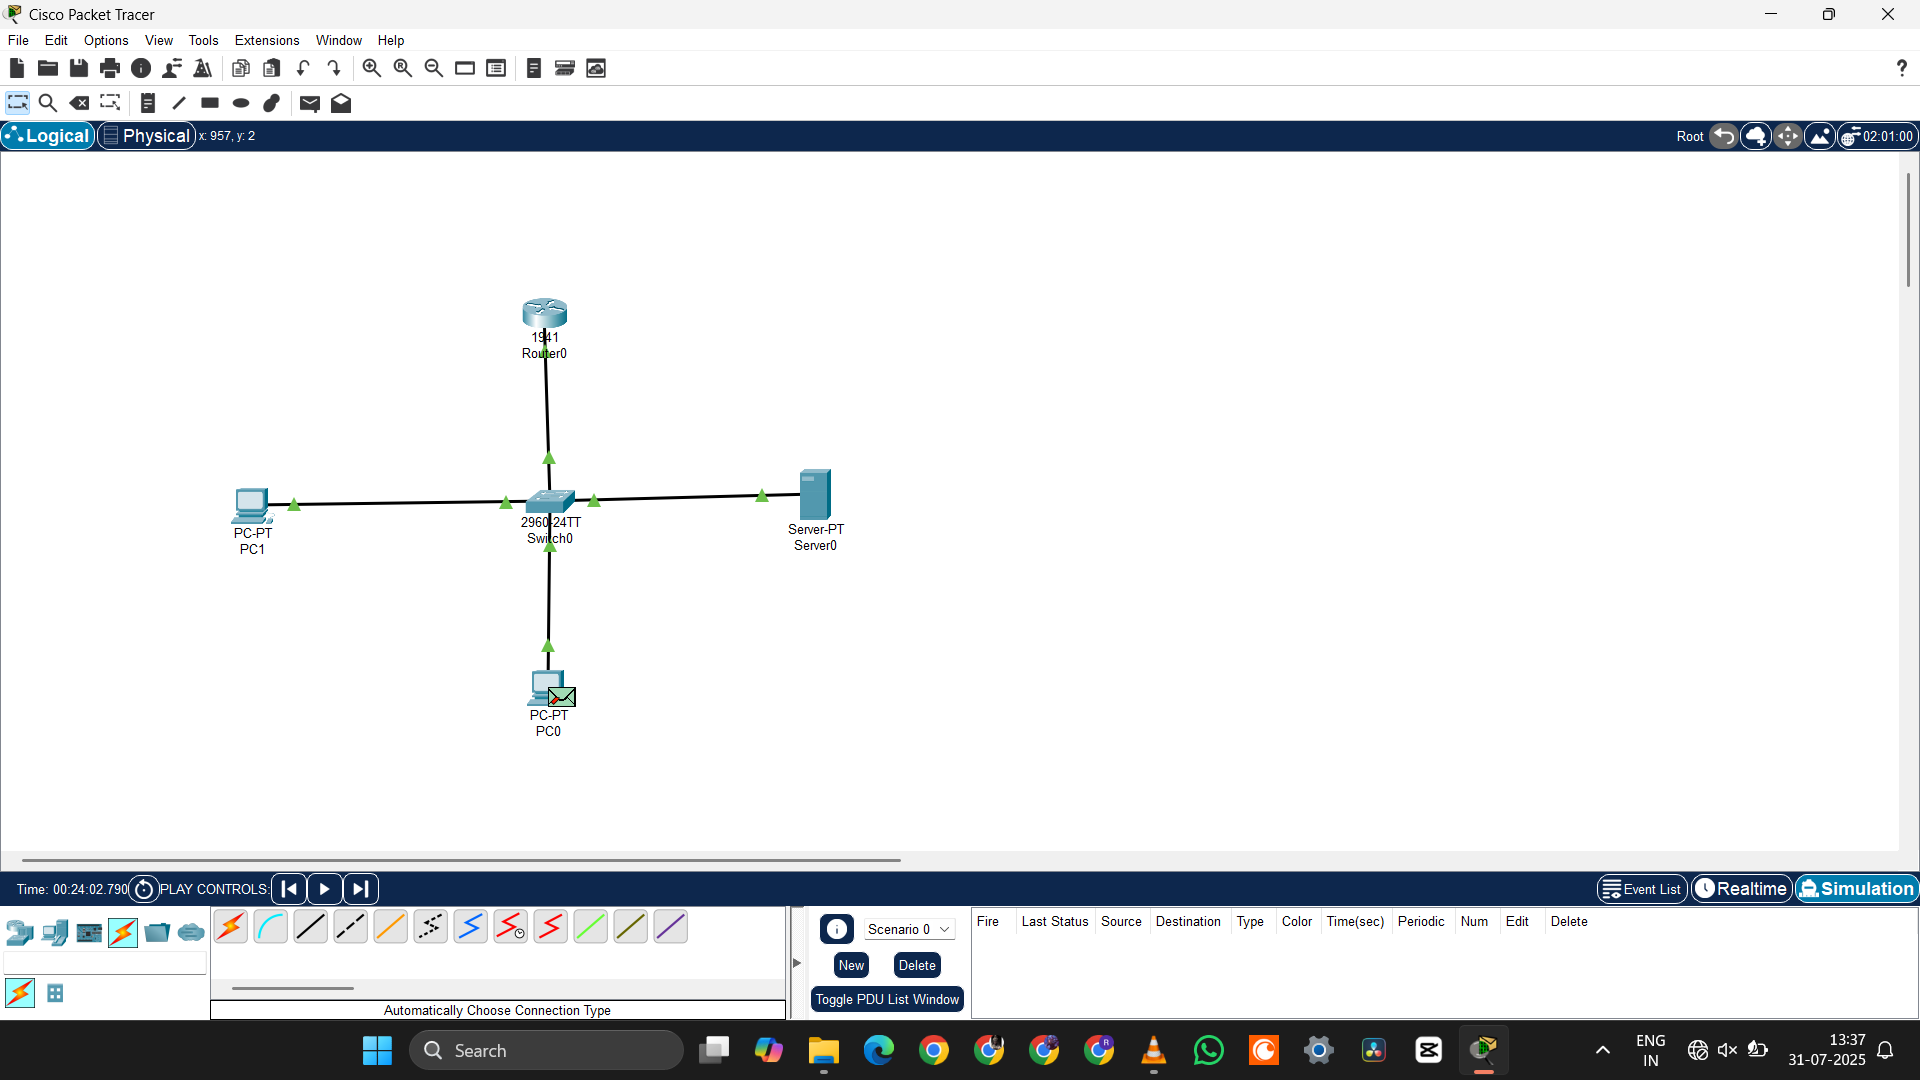 Cisco Packet Tracer
File Edit Options View Tools Extensions Window Help
Logical Physical x: 957, y: 2 Root 02:01:00
1941
Router0
PC-PT
PC1
2960-24TT
Switch0
Server-PT
Server0
PC-PT
PC0
Time: 00:24:02.790 PLAY CONTROLS: Event List Realtime Simulation
Fire Last Status Source Destination Type Color Time(sec) Periodic Num Edit Delete
Scenario 0
New Delete
Toggle PDU List Window
Automatically Choose Connection Type
Search
ENG
IN
13:37
31-07-2025